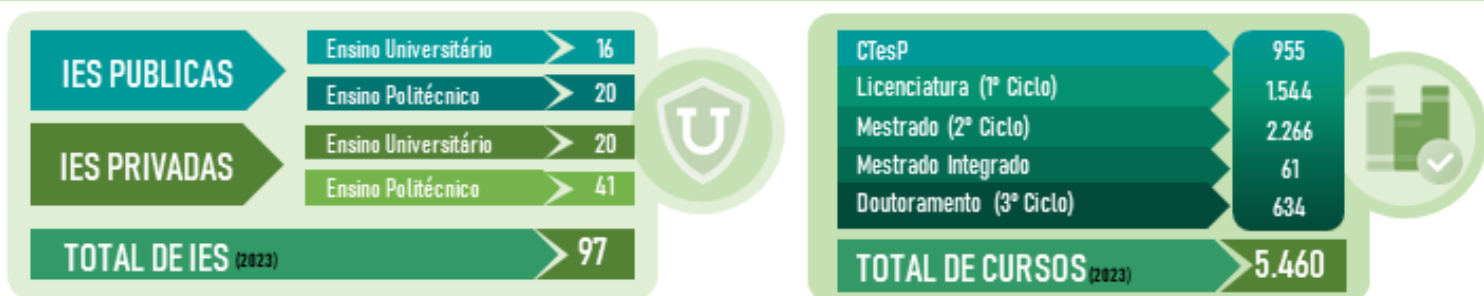 IES PUBLICAS
Ensino Universitário 16
Ensino Politécnico 20
IES PRIVADAS
Ensino Universitário 20
Ensino Politécnico 41
TOTAL DE IES (2023) 97
U
CTesP 955
Licenciatura (1º Ciclo) 1.544
Mestrado (2º Ciclo) 2.266
Mestrado Integrado 61
Doutoramento (3º Ciclo) 634
TOTAL DE CURSOS (2023) 5.460